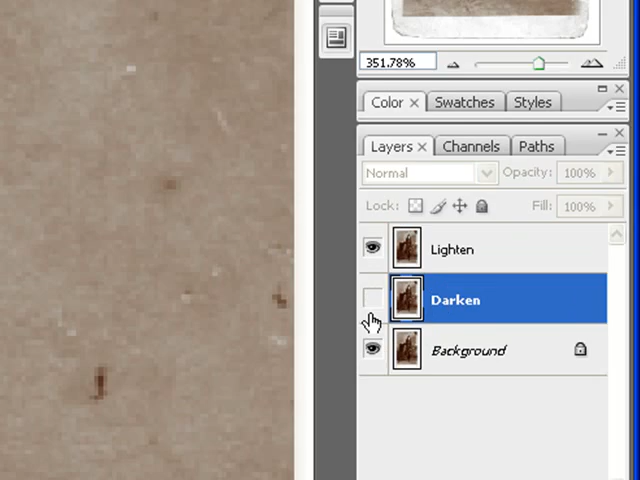 351.78%
Color × Swatches Styles
Layers × Channels Paths
Normal Opacity: 100%
Lock: Fill: 100%
Lighten
Darken
Background